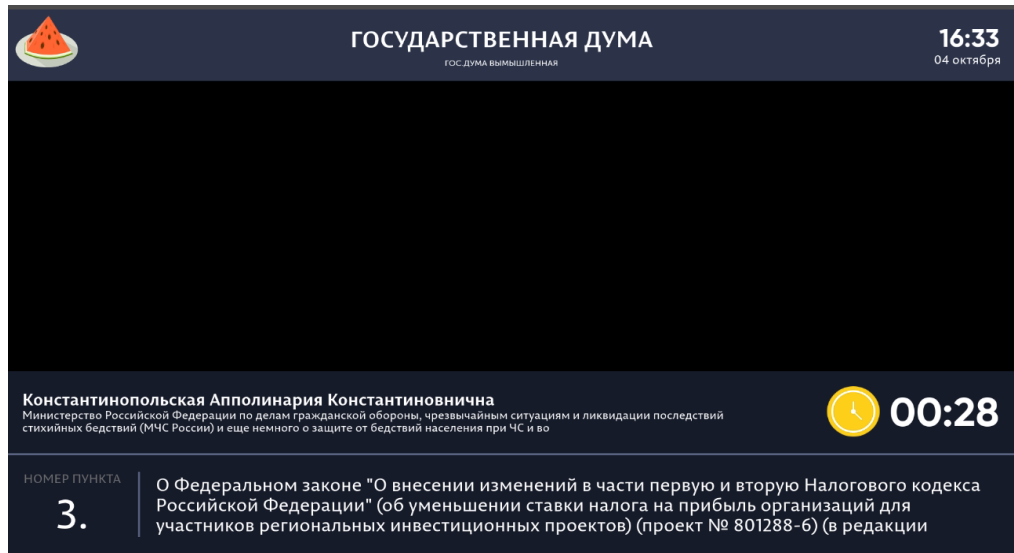 ГОСУДАРСТВЕННАЯ ДУМА
ГОС.ДУМА ВЫМЫШЛЕННАЯ
16:33
04 октября
Константинопольская Апполинария Константиновнична
Министерство Российской Федерации по делам гражданской обороны, чрезвычайным ситуациям и ликвидации последствий
стихийных бедствий (МЧС России) и еще немного о защите от бедствий населения при ЧС и во
00:28
НОМЕР ПУНКТА
3.
О Федеральном законе "О внесении изменений в части первую и вторую Налогового кодекса
Российской Федерации" (об уменьшении ставки налога на прибыль организаций для
участников региональных инвестиционных проектов) (проект № 801288-6) (в редакции